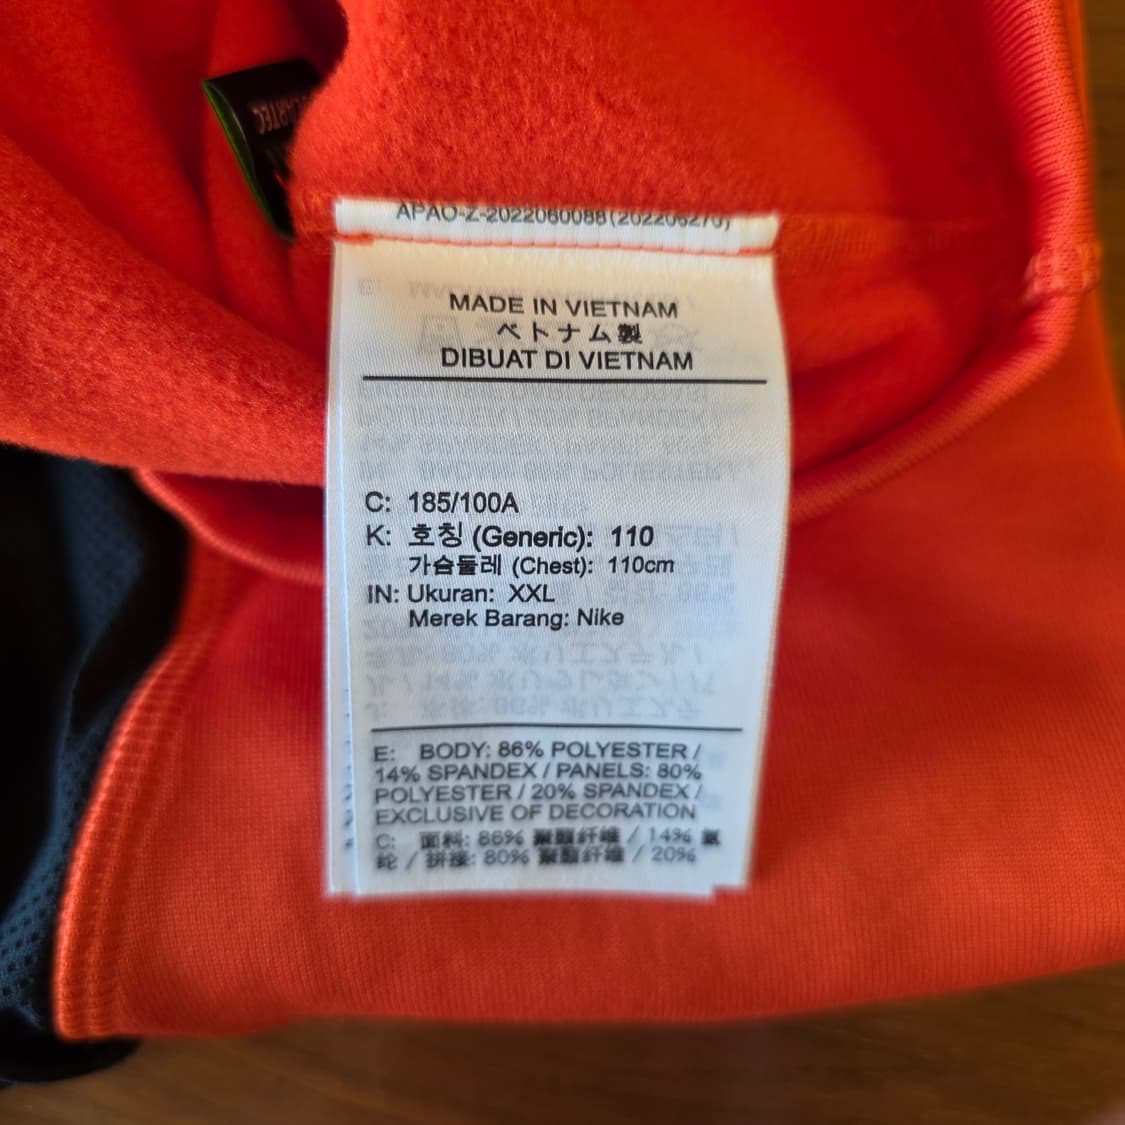 APAO-Z-2022060088(202206270)
MADE IN VIETNAM
ベトナム製
DIBUAT DI VIETNAM
C: 185/100A
K: 호칭 (Generic): 110
가슴둘레 (Chest): 110cm
IN: Ukuran: XXL
Merek Barang: Nike
E: BODY: 86% POLYESTER /
14% SPANDEX / PANELS: 80%
POLYESTER / 20% SPANDEX /
EXCLUSIVE OF DECORATION
C: 面料: 86% 聚酯纤维 / 14% 氨
纶 / 拼接: 80% 聚酯纤维 / 20%